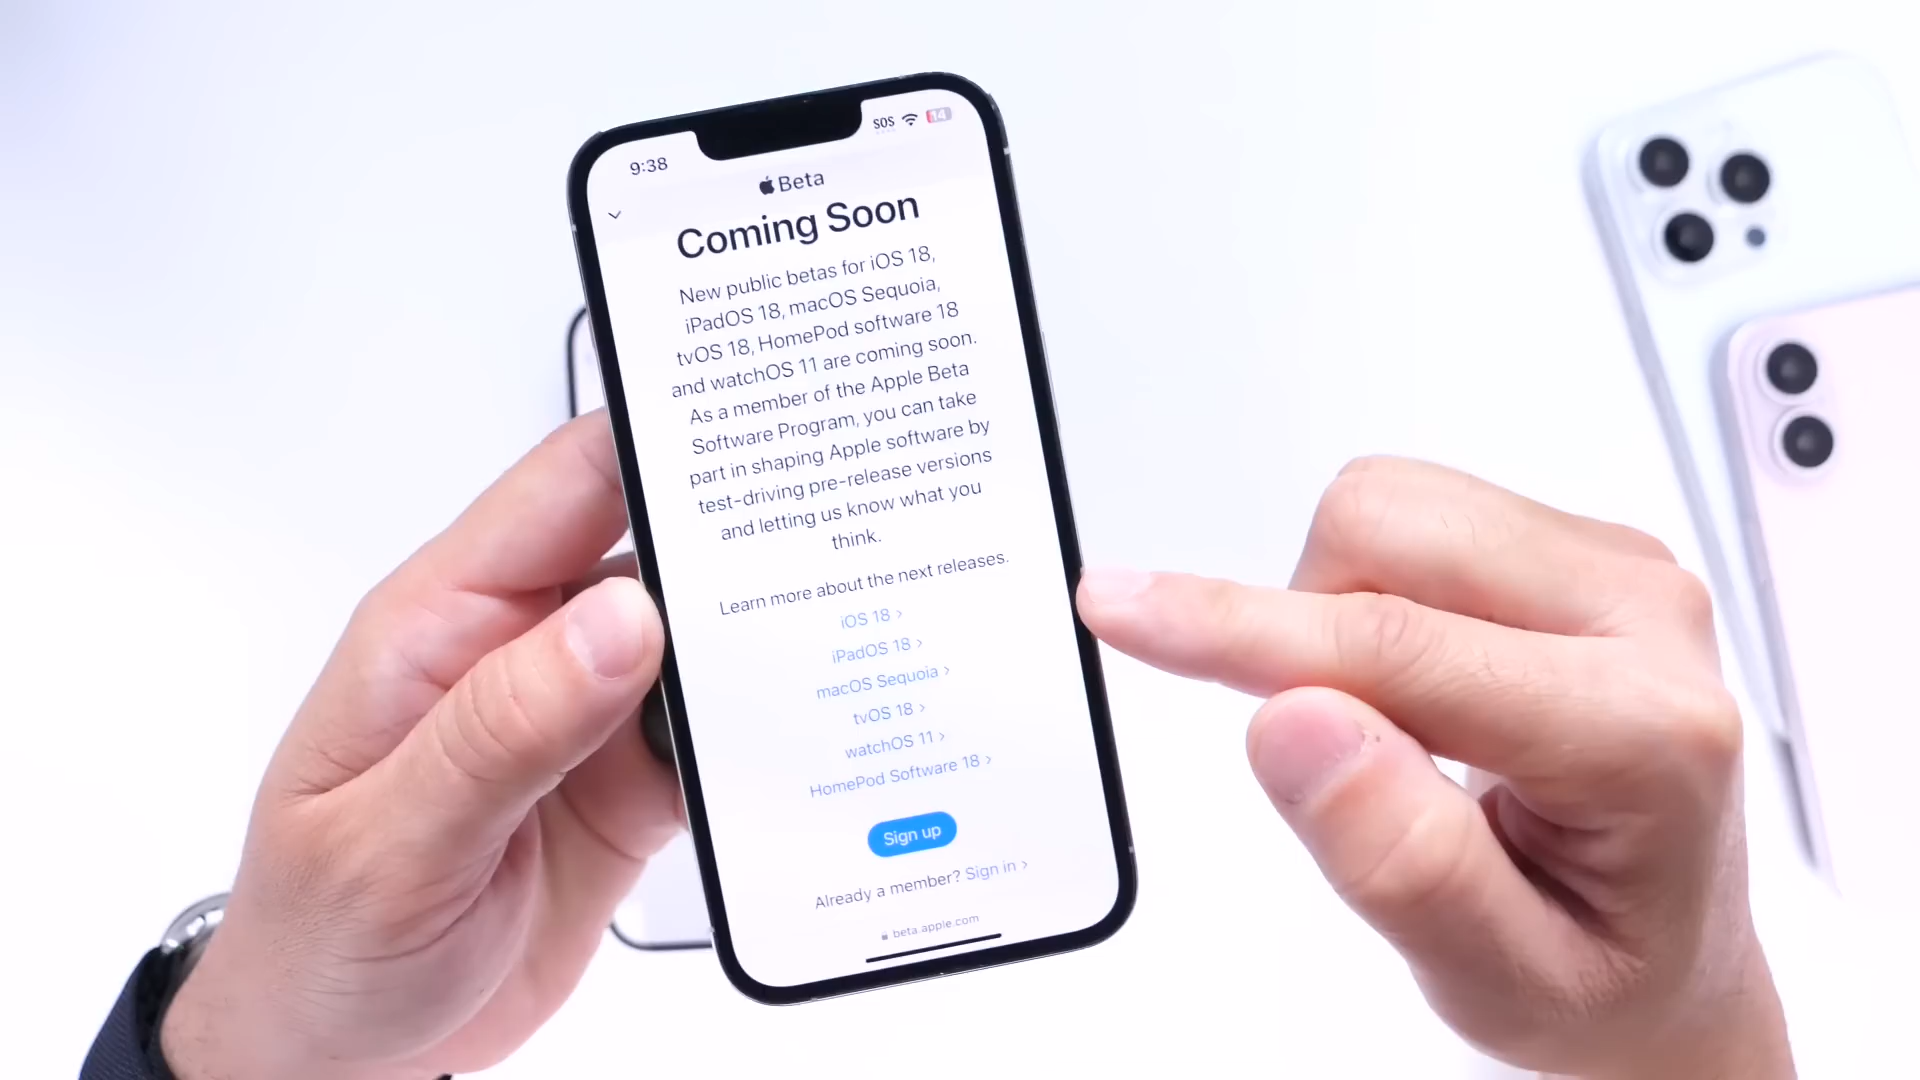 9:38
SOS
14
Beta
Coming Soon
New public betas for iOS 18,
iPadOS 18, macOS Sequoia,
tvOS 18, HomePod software 18
and watchOS 11 are coming soon.
As a member of the Apple Beta
Software Program, you can take
part in shaping Apple software by
test-driving pre-release versions
and letting us know what you
think.
Learn more about the next releases.
iOS 18 >
iPadOS 18 >
macOS Sequoia >
tvOS 18 >
watchOS 11 >
HomePod Software 18 >
Sign up
Already a member? Sign in >
beta.apple.com